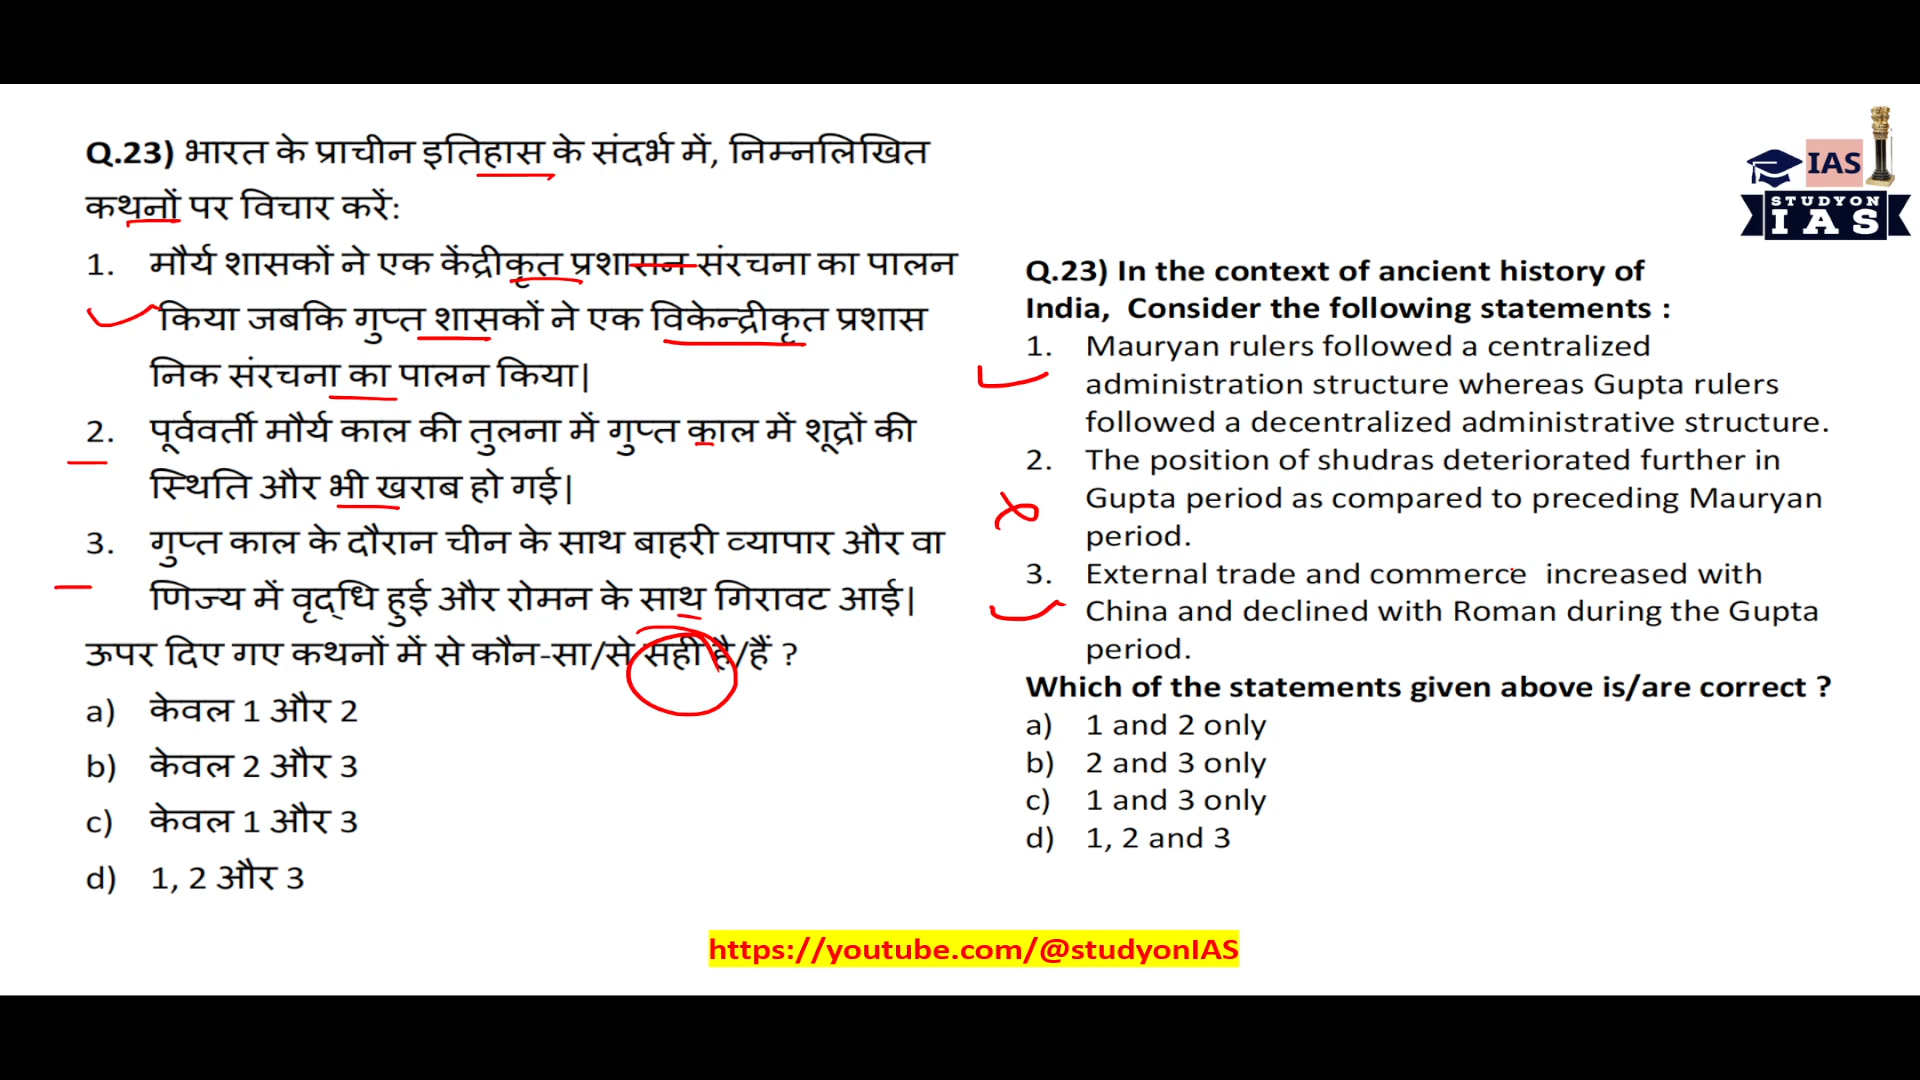 Q.23) भारत के प्राचीन इतिहास के संदर्भ में, निम्नलिखित
कथनों पर विचार करें:
1. मौर्य शासकों ने एक केंद्रीकृत प्रशासन संरचना का पालन
किया जबकि गुप्त शासकों ने एक विकेन्द्रीकृत प्रशास
निक संरचना का पालन किया|
2. पूर्ववर्ती मौर्य काल की तुलना में गुप्त काल में शूद्रों की
स्थिति और भी खराब हो गई|
3. गुप्त काल के दौरान चीन के साथ बाहरी व्यापार और वा
णिज्य में वृद्धि हुई और रोमन के साथ गिरावट आई|
ऊपर दिए गए कथनों में से कौन-सा/से सही है/हैं ?
a) केवल 1 और 2
b) केवल 2 और 3
c) केवल 1 और 3
d) 1, 2 और 3
IAS
STUDYON
IAS
Q.23) In the context of ancient history of
India, Consider the following statements :
1. Mauryan rulers followed a centralized
administration structure whereas Gupta rulers
followed a decentralized administrative structure.
2. The position of shudras deteriorated further in
Gupta period as compared to preceding Mauryan
period.
3. External trade and commerce increased with
China and declined with Roman during the Gupta
period.
Which of the statements given above is/are correct ?
a) 1 and 2 only
b) 2 and 3 only
c) 1 and 3 only
d) 1, 2 and 3
https://youtube.com/@studyonIAS